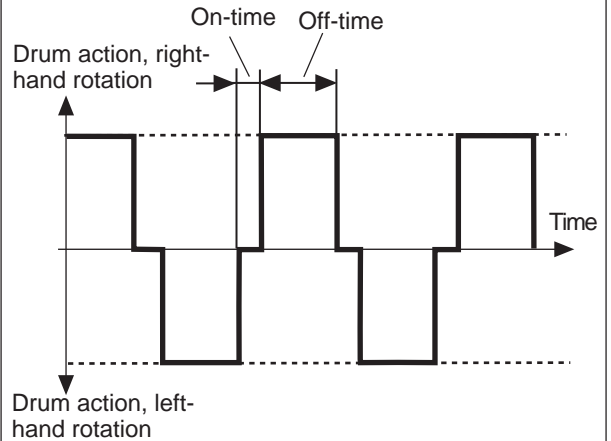 On-time
Off-time
Drum action, right-
hand rotation
Time
Drum action, left-
hand rotation